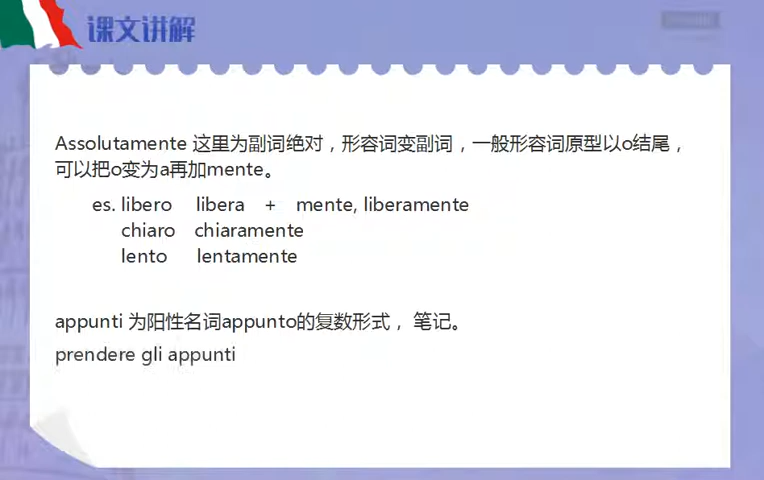 课文讲解
Assolutamente 这里为副词绝对，形容词变副词，一般形容词原型以o结尾，
可以把o变为a再加mente。
es. libero libera + mente, liberamente
chiaro chiaramente
lento lentamente
appunti 为阳性名词appunto的复数形式， 笔记。
prendere gli appunti